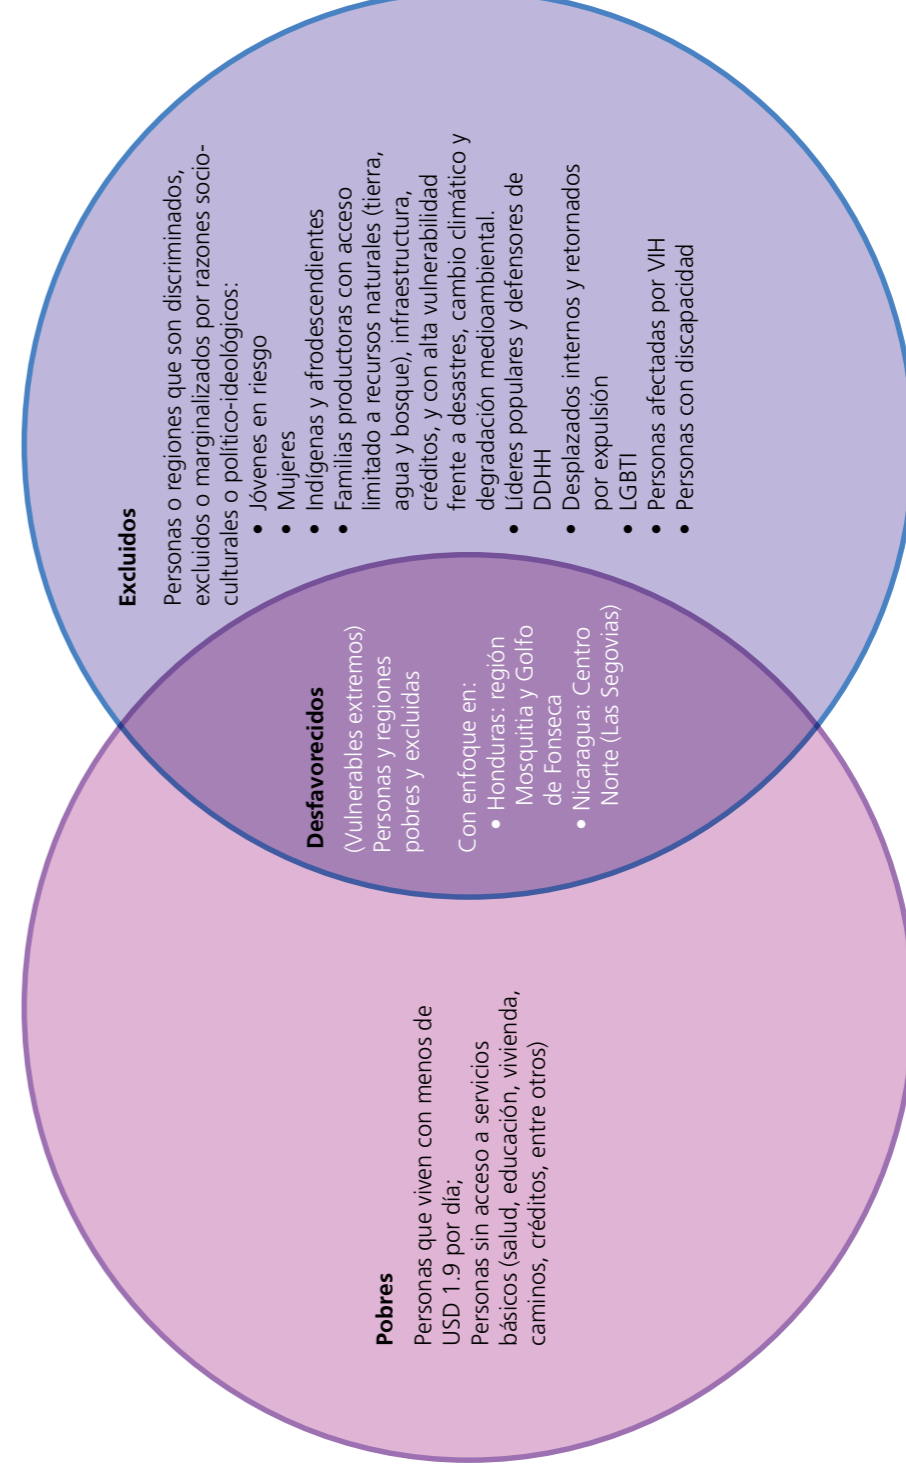 Pobres
Personas que viven con menos de
USD 1.9 por día;
Personas sin acceso a servicios
básicos (salud, educación, vivienda,
caminos, créditos, entre otros)
Desfavorecidos
(Vulnerables extremos)
Personas y regiones
pobres y excluidas
Con enfoque en:
• Honduras: región
Mosquitia y Golfo
de Fonseca
• Nicaragua: Centro
Norte (Las Segovias)
Excluidos
Personas o regiones que son discriminados,
excluidos o marginalizados por razones socio-
culturales o político-ideológicos:
• Jóvenes en riesgo
• Mujeres
• Indígenas y afrodescendientes
• Familias productoras con acceso
limitado a recursos naturales (tierra,
agua y bosque), infraestructura,
créditos, y con alta vulnerabilidad
frente a desastres, cambio climático y
degradación medioambiental.
• Líderes populares y defensores de
DDHH
• Desplazados internos y retornados
por expulsión
• LGBTI
• Personas afectadas por VIH
• Personas con discapacidad